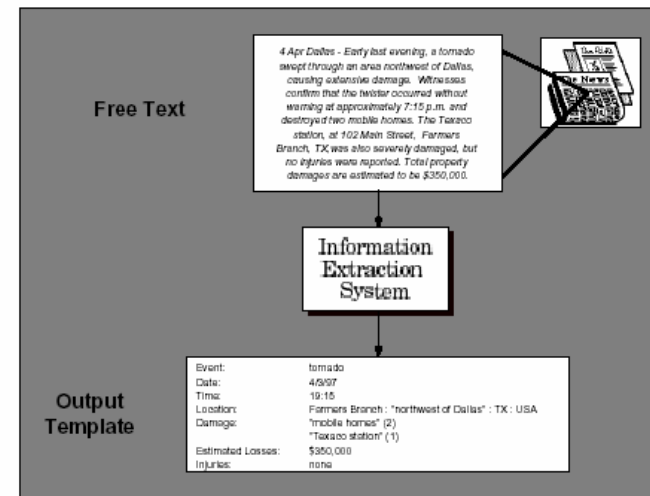 4 Apr Dallas - Early last evening, a tornado
swept through an area northwest of Dallas,
causing extensive damage. Witnesses
confirm that the twister occurred without
warning at approximately 7:15 p.m. and
destroyed two mobile homes. The Texaco
station, at 102 Main Street, Farmers
Branch, TX, was also severely damaged, but
no injuries were reported. Total property
damages are estimated to be $350,000.
The News
Free Text
Information
Extraction
System
Event: tornado
Date: 4/3/97
Time: 19:15
Location: Farmers Branch : "northwest of Dallas" : TX : USA
Damage: "mobile homes" (2)
"Texaco station" (1)
Estimated Losses: $350,000
Injuries: none
Output
Template